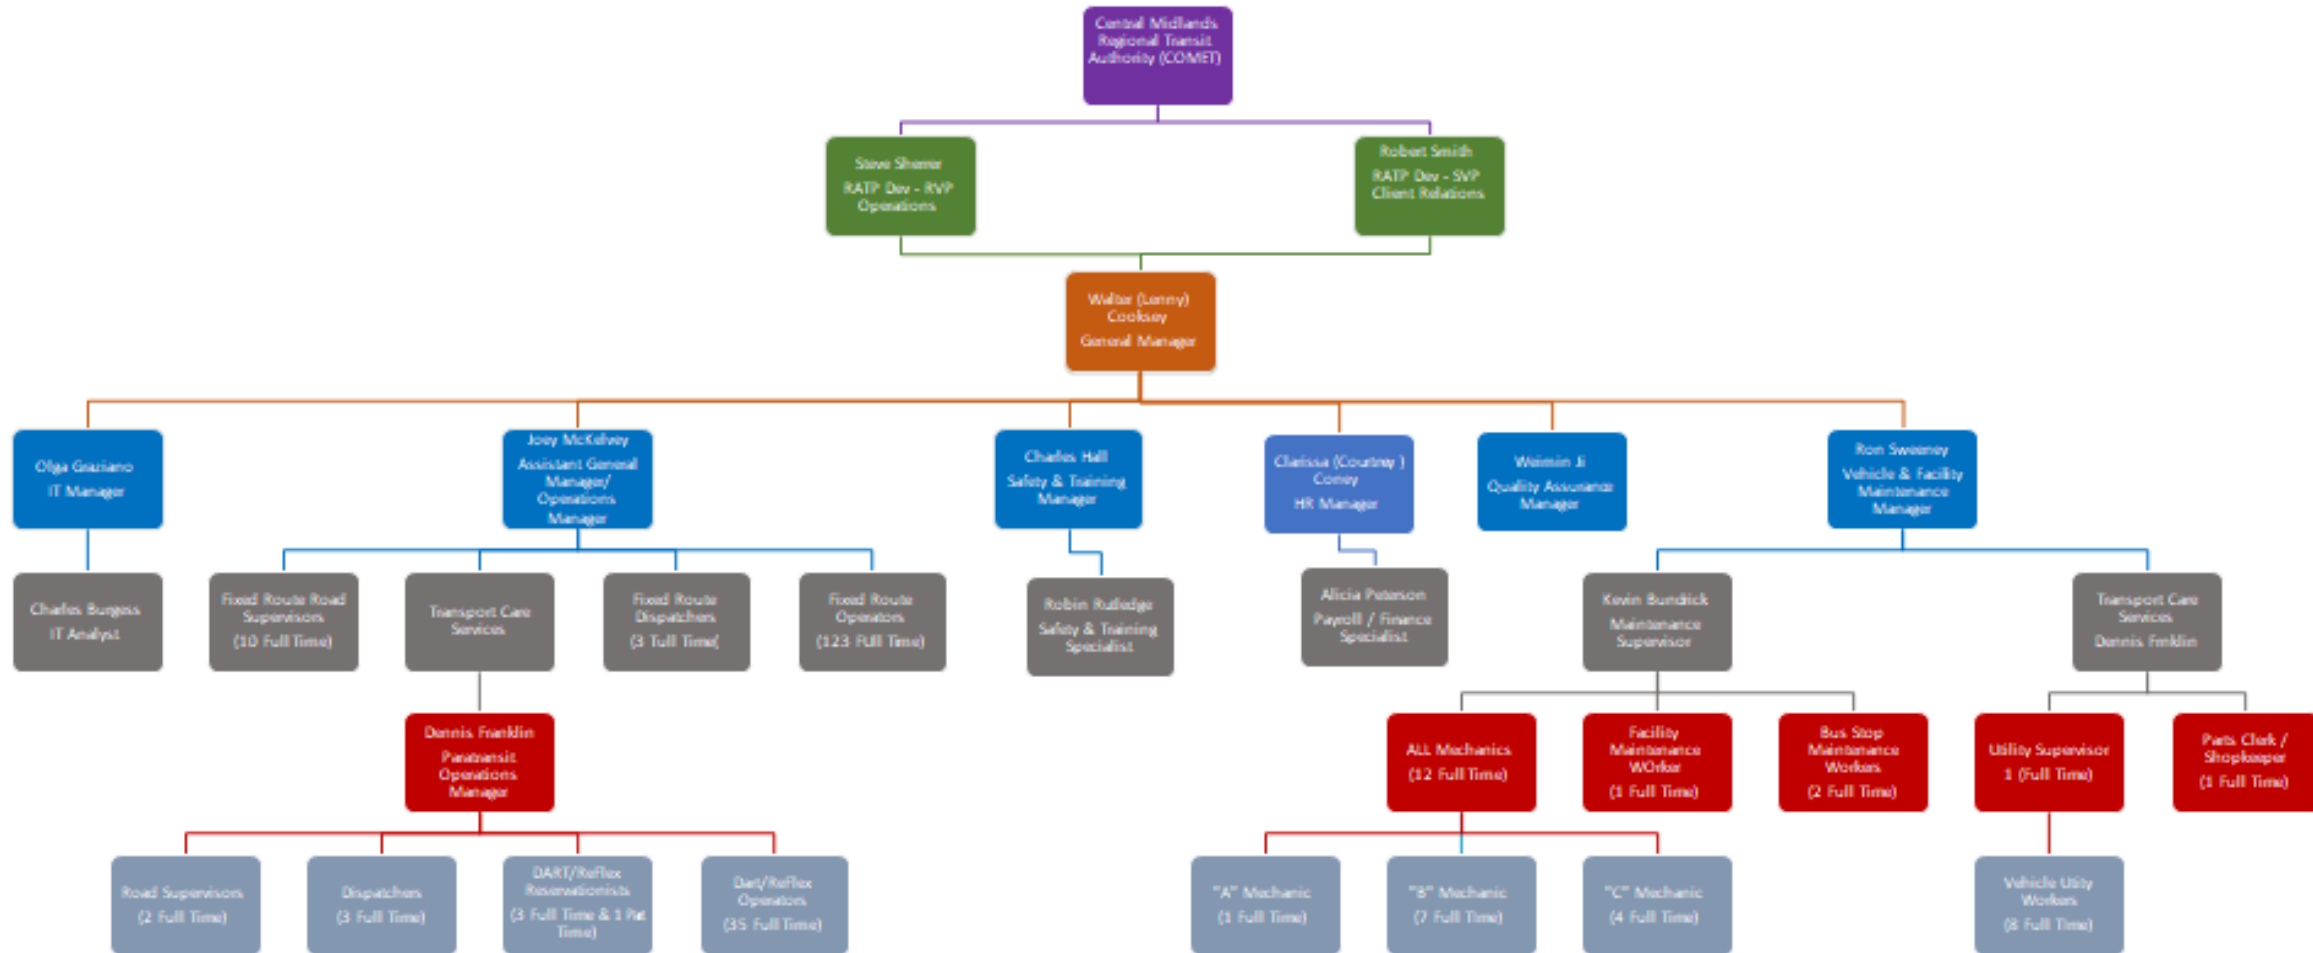 Central Midlands
Regional Transit
Authority (COMET)
Steve Sherrer
RATP Dev - RVP
Operations
Robert Smith
RATP Dev - SVP
Client Relations
Walter (Lenny)
Cooksey
General Manager
Olga Graziano
IT Manager
Joey McKelvey
Assistant General
Manager/
Operations
Manager
Charles Hall
Safety & Training
Manager
Clarissa (Courtney )
Coney
HR Manager
Weimin Ji
Quality Assurance
Manager
Ron Sweeney
Vehicle & Facility
Maintenance
Manager
Charles Burgess
IT Analyst
Fixed Route Road
Supervisors
(10 Full Time)
Transport Care
Services
Fixed Route
Dispatchers
(3 Tull Time(
Fixed Route
Operators
(123 FUll Time)
Robin Rutledge
Safety & Training
Specialist
Alicia Peterson
Payroll / Finance
Specialist
Kevin Bundrick
Maintenance
Supervisor
Transport Care
Services
Dennis Frnklin
Dennis Franklin
Paratransit
Operations
Manager
ALL Mechanics
(12 Full Time)
Facility
Maintenance
WOrker
(1 Full Time)
Bus Stop
Maintenance
Workers
(2 Full Time)
Utility Supervisor
1 (Full Time)
Parts Clerk /
Shopkeeper
(1 Full Time)
Road Supervisors
(2 Full Time)
Dispatchers
(3 Full Time)
DART/Reflex
Reservationists
(3 Full Time & 1 Pat
Time)
Dart/Reflex
Operators
(35 Full Time)
"A" Mechanic
(1 Full Time)
"B" Mechanic
(7 Full Time)
"C" Mechanic
(4 Full Time)
Vehicle Utity
Workers
(8 Full Time)